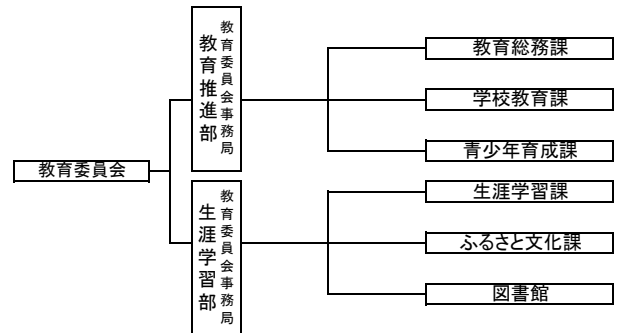 教育委員会
教育委員会事務局
教育推進部
教育総務課
学校教育課
青少年育成課
教育委員会事務局
生涯学習部
生涯学習課
ふるさと文化課
図書館